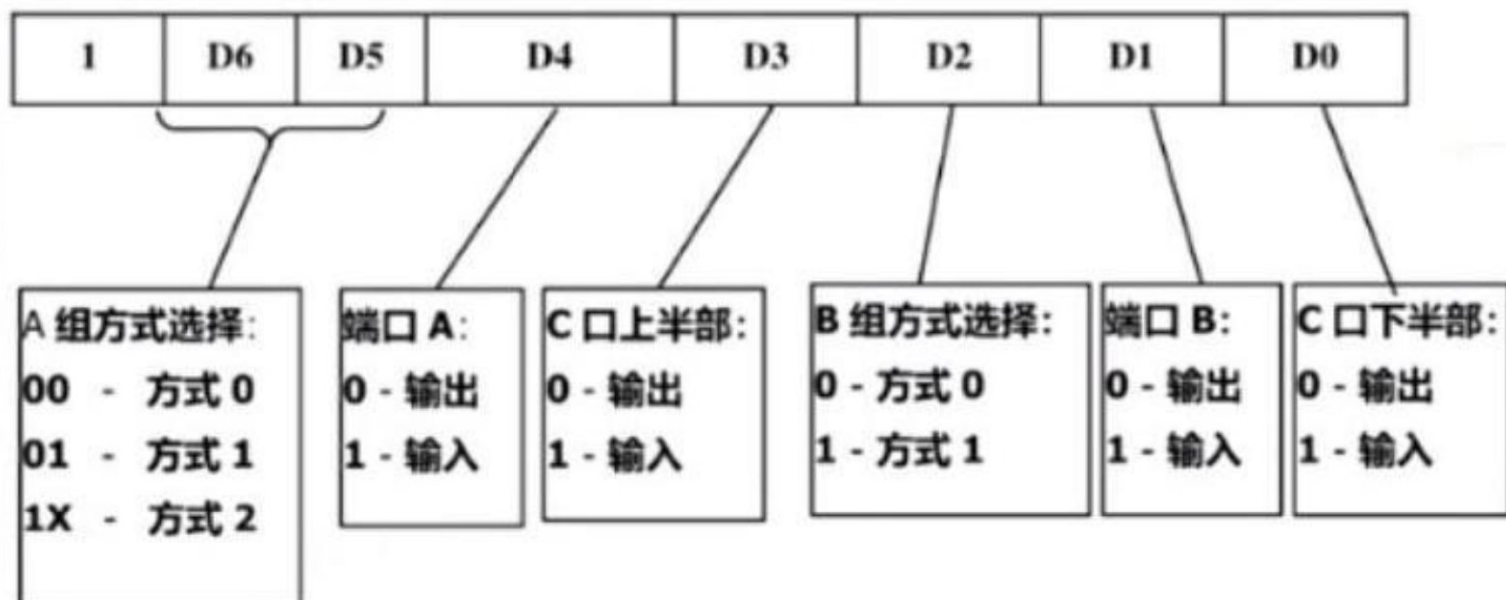 1 D6 D5 D4 D3 D2 D1 D0
A 组方式选择:
00 - 方式 0
01 - 方式 1
1X - 方式 2
端口 A:
0 - 输出
1 - 输入
C 口上半部:
0 - 输出
1 - 输入
B 组方式选择:
0 - 方式 0
1 - 方式 1
端口 B:
0 - 输出
1 - 输入
C 口下半部:
0 - 输出
1 - 输入